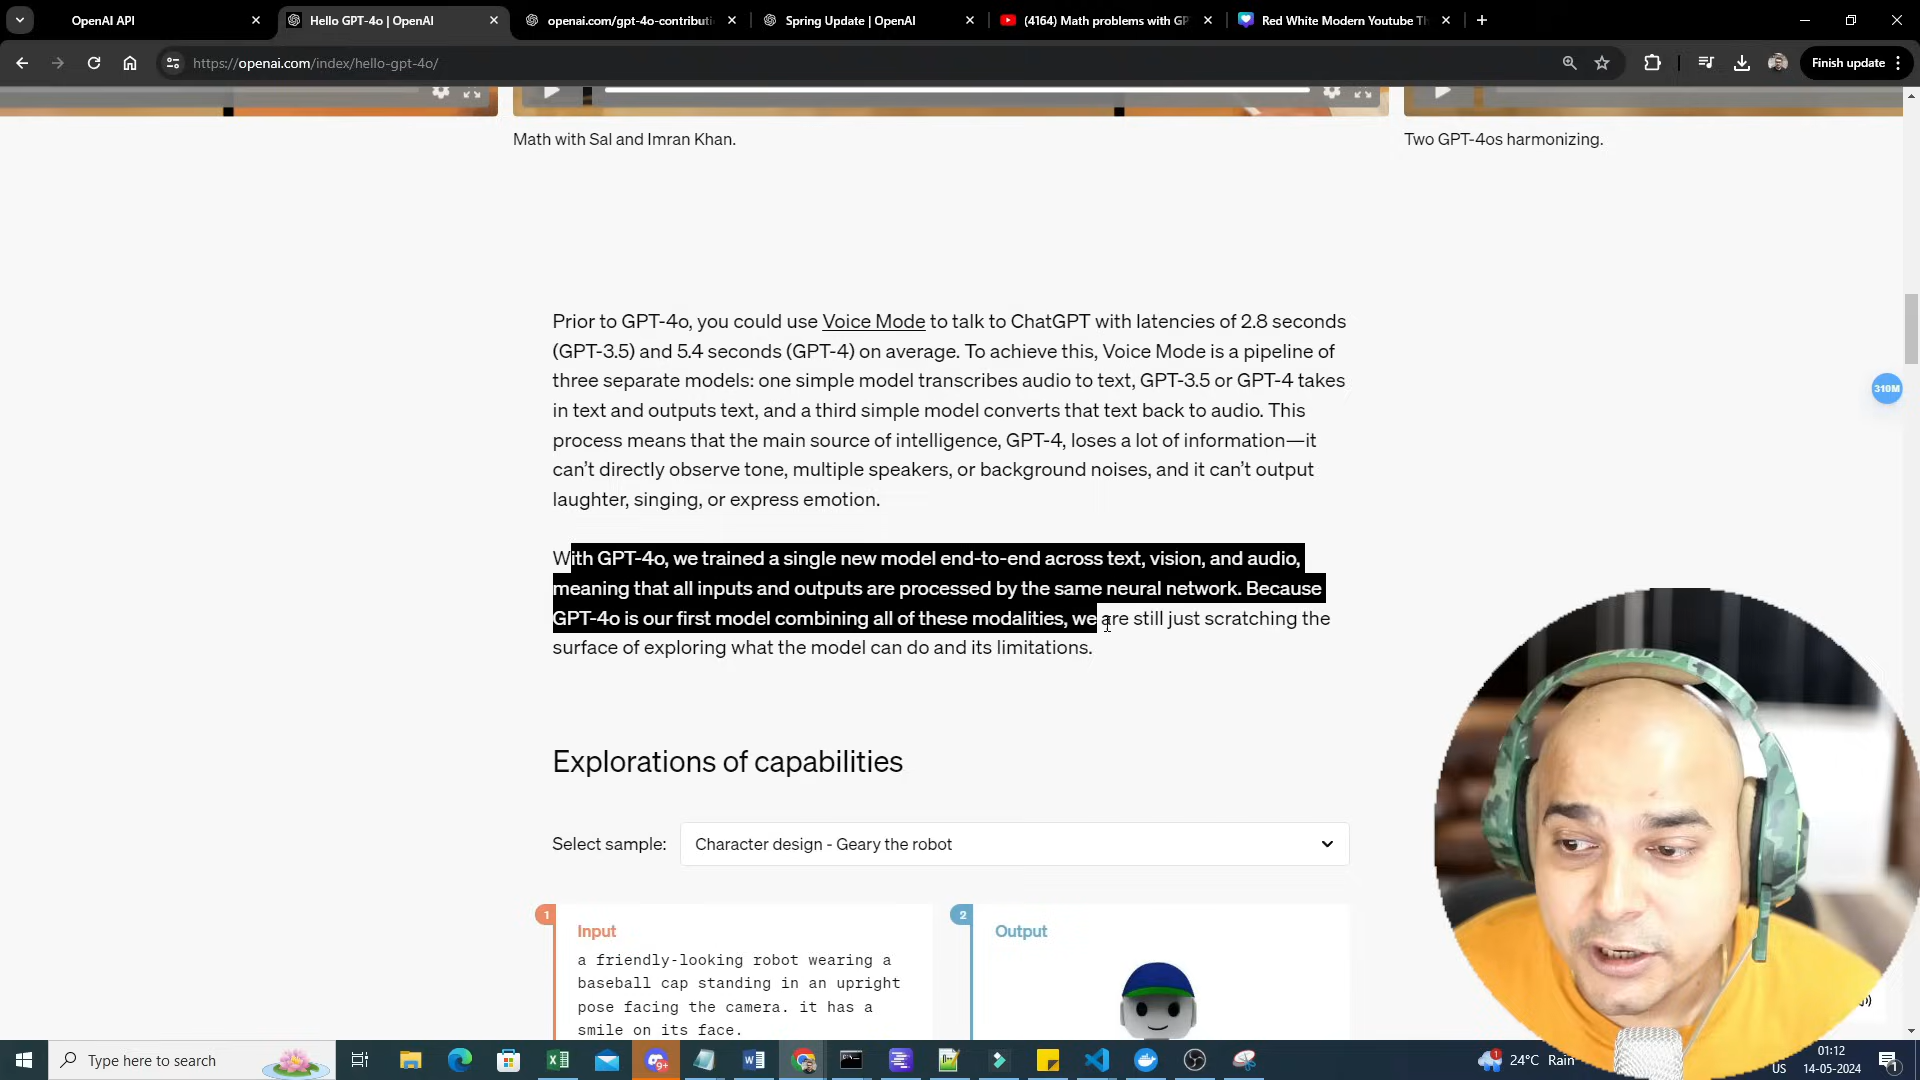 OpenAI API
Hello GPT-4o | OpenAI
openai.com/gpt-4o-contributi
Spring Update | OpenAI
(4164) Math problems with GP
Red White Modern Youtube Th
https://openai.com/index/hello-gpt-4o/
Finish update
Math with Sal and Imran Khan.
Two GPT-4os harmonizing.
Prior to GPT-4o, you could use Voice Mode to talk to ChatGPT with latencies of 2.8 seconds
(GPT-3.5) and 5.4 seconds (GPT-4) on average. To achieve this, Voice Mode is a pipeline of
three separate models: one simple model transcribes audio to text, GPT-3.5 or GPT-4 takes
in text and outputs text, and a third simple model converts that text back to audio. This
process means that the main source of intelligence, GPT-4, loses a lot of information—it
can’t directly observe tone, multiple speakers, or background noises, and it can’t output
laughter, singing, or express emotion.
310M
With GPT-4o, we trained a single new model end-to-end across text, vision, and audio,
meaning that all inputs and outputs are processed by the same neural network. Because
GPT-4o is our first model combining all of these modalities, we are still just scratching the
surface of exploring what the model can do and its limitations.
Explorations of capabilities
Select sample:
Character design - Geary the robot
1
Input
a friendly-looking robot wearing a
baseball cap standing in an upright
pose facing the camera. it has a
smile on its face.
2
Output
Type here to search
9+
1
24°C Rain
US
01:12
14-05-2024
1